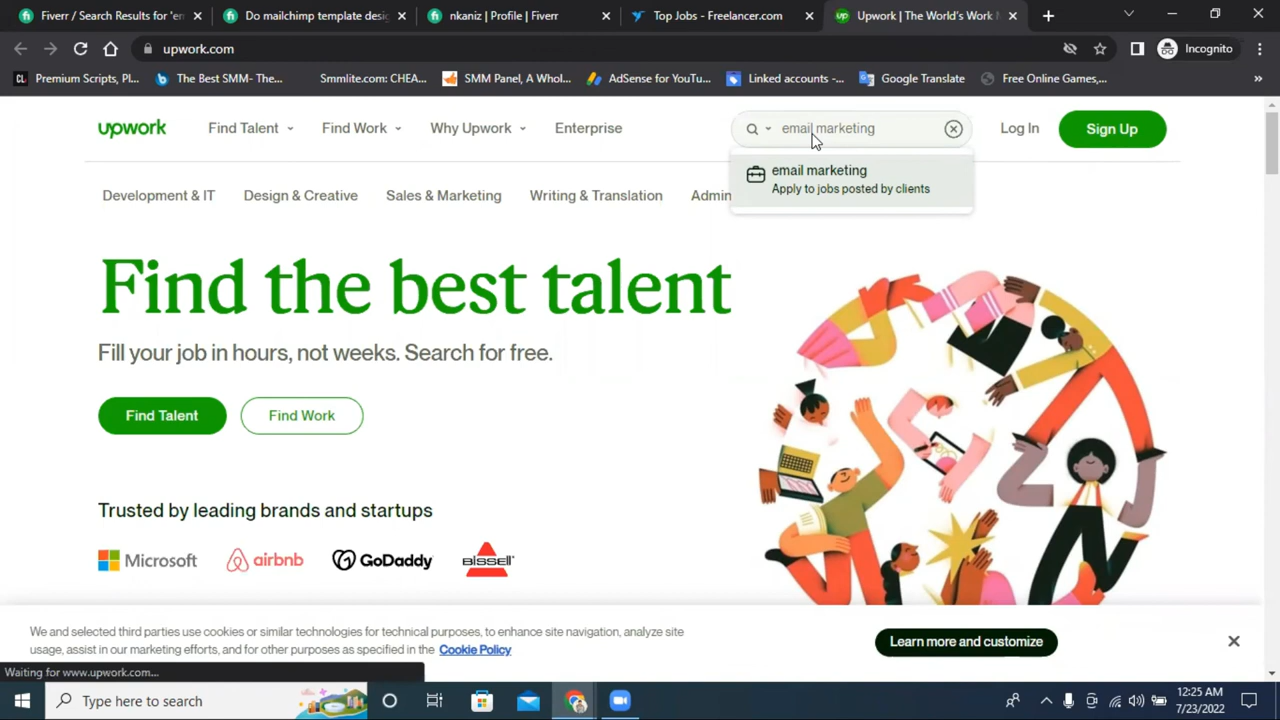 Fiverr / Search Results for 'em
Do mailchimp template desig
nkaniz | Profile | Fiverr
Top Jobs - Freelancer.com
Upwork | The World's Work M
upwork.com
Incognito
CL Premium Scripts, Pl...
The Best SMM- The...
Smmlite.com: CHEA...
SMM Panel, A Whol...
AdSense for YouTu...
Linked accounts -...
Google Translate
Free Online Games,...
upwork
Find Talent
Find Work
Why Upwork
Enterprise
email marketing
Log In
Sign Up
email marketing
Apply to jobs posted by clients
Development & IT
Design & Creative
Sales & Marketing
Writing & Translation
Admin
Find the best talent
Fill your job in hours, not weeks. Search for free.
Find Talent
Find Work
Trusted by leading brands and startups
Microsoft
airbnb
GoDaddy
BISSELL
We and selected third parties use cookies or similar technologies for technical purposes, to enhance site navigation, analyze site
usage, assist in our marketing efforts, and for other purposes as specified in the Cookie Policy
Learn more and customize
Waiting for www.upwork.com...
Type here to search
12:25 AM
7/23/2022